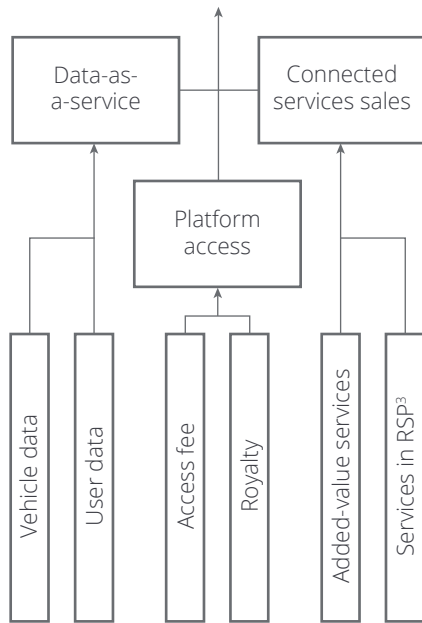 Data-as-
a-service
Connected
services sales
Platform
access
Vehicle data
User data
Access fee
Royalty
Added-value services
Services in RSP³